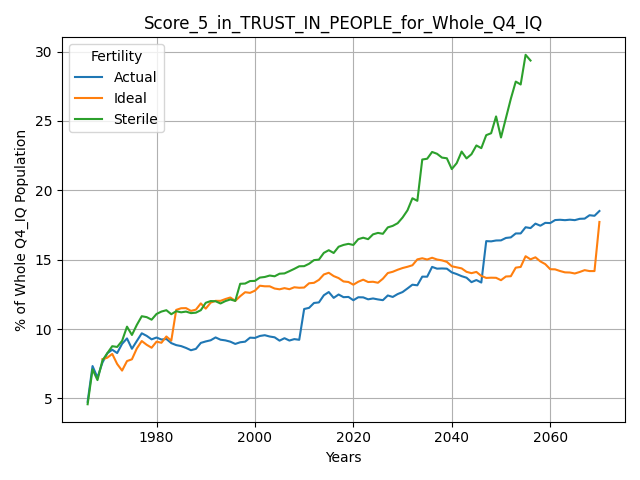 Score_5_in_TRUST_IN_PEOPLE_for_Whole_Q4_IQ
Fertility
Actual
Ideal
Sterile
% of Whole Q4_IQ Population
30
25
20
15
10
5
1980
2000
2020
2040
2060
Years